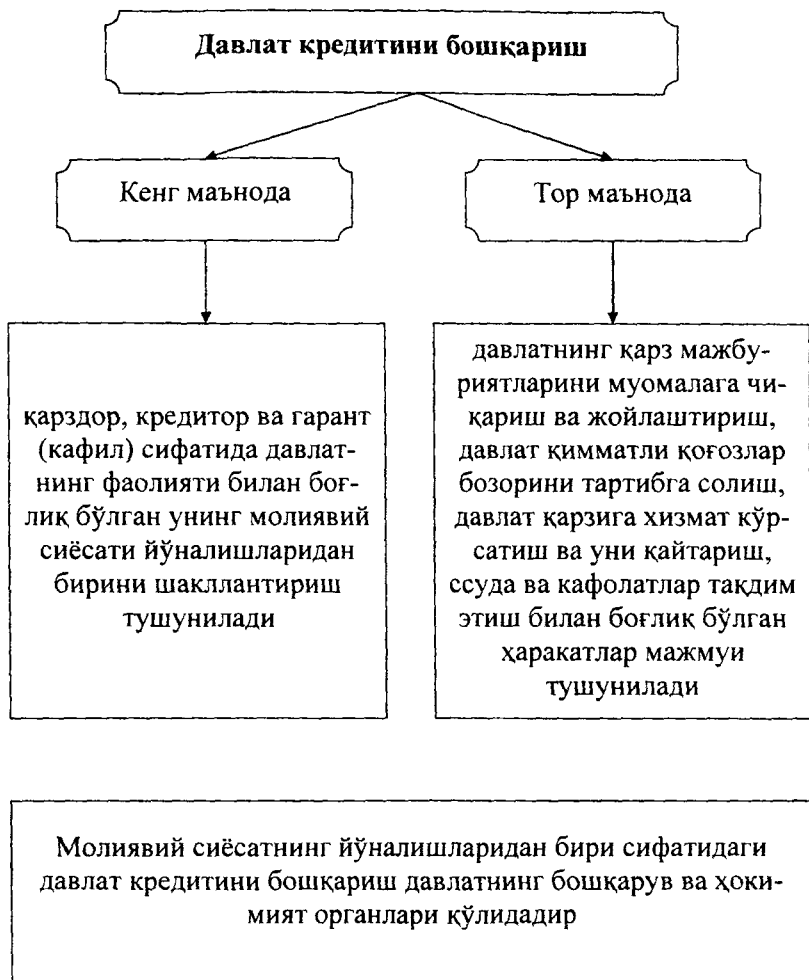 Давлат кредитини бошқариш
Кенг маънода
Тор маънода
қарздор, кредитор ва гарант
(кафил) сифатида давлат-
нинг фаолияти билан боғ-
лиқ бўлган унинг молиявий
сиёсати йўналишларидан
бирини шакллантириш
тушунилади
давлатнинг қарз мажбу-
риятларини муомалага чи-
қариш ва жойлаштириш,
давлат қимматли қоғозлар
бозорини тартибга солиш,
давлат қарзига хизмат кўр-
сатиш ва уни қайтариш,
ссуда ва кафолатлар тақдим
этиш билан боғлиқ бўлган
ҳаракатлар мажмуи
тушунилади
Молиявий сиёсатнинг йўналишларидан бири сифатидаги
давлат кредитини бошқариш давлатнинг бошқарув ва ҳоки-
мият органлари қўлидадир